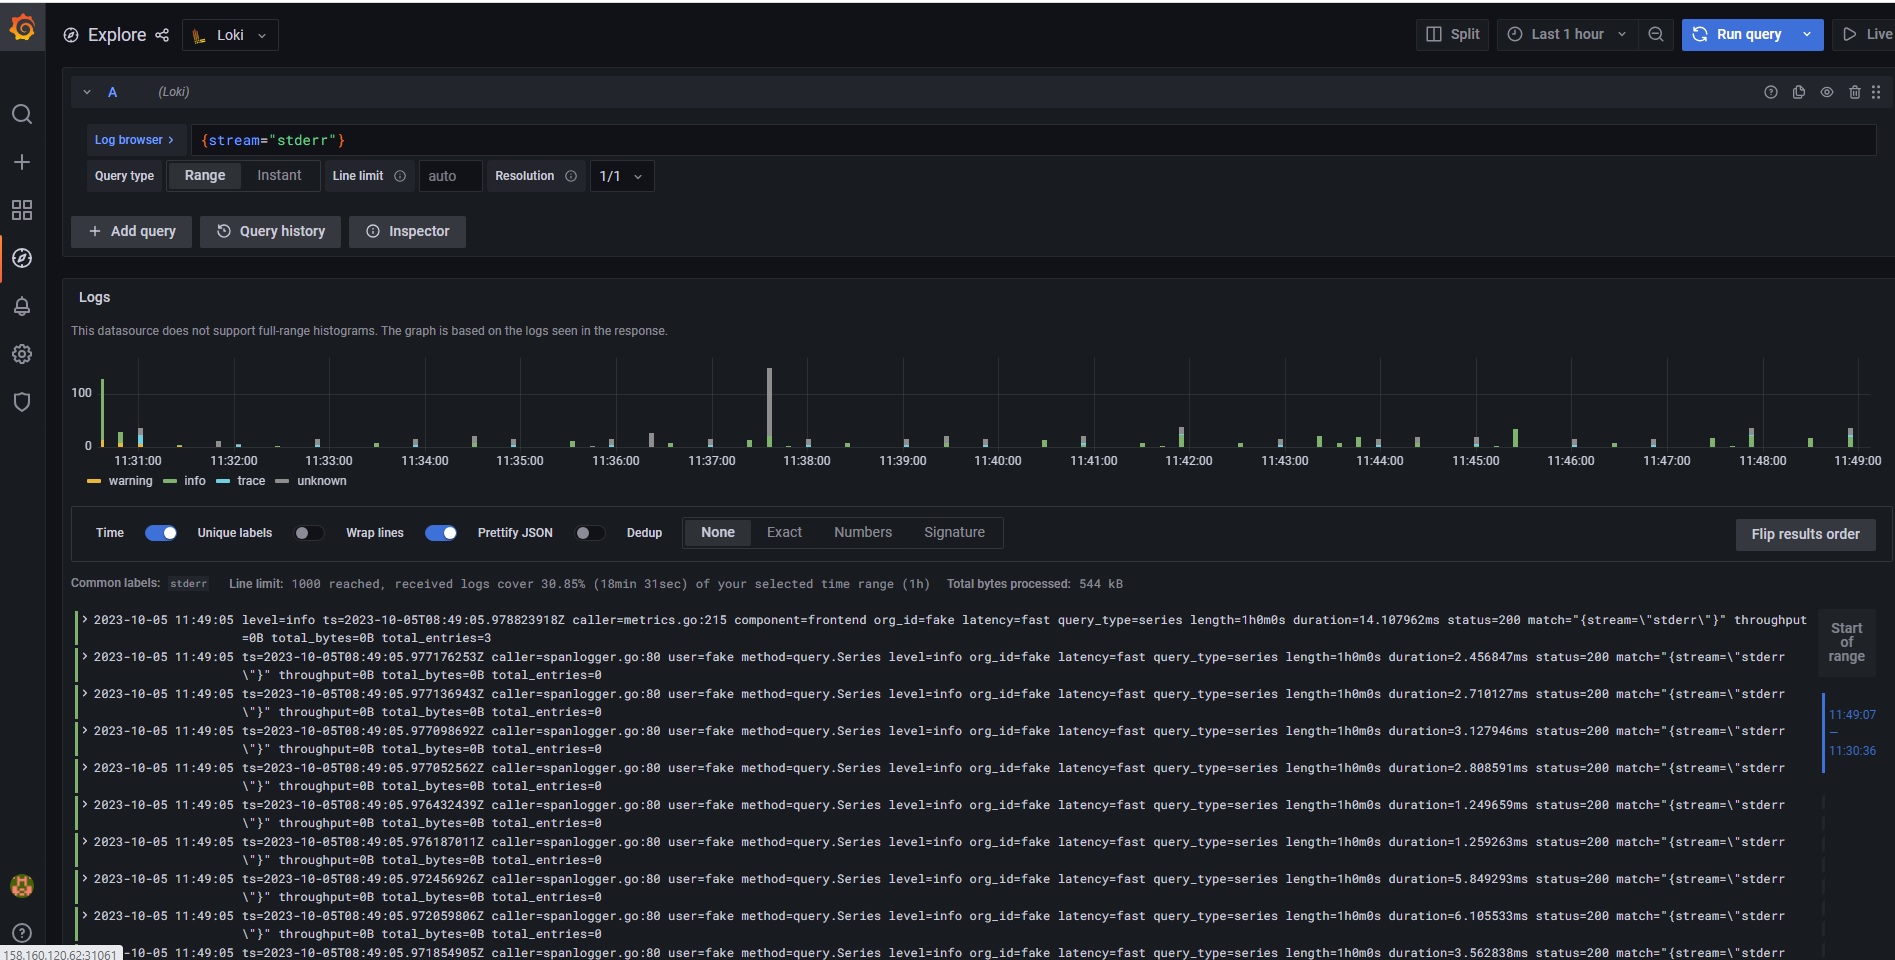 Explore Loki Split Last 1 hour Run query Live
A (Loki)
Log browser > {stream="stderr"}
Query type Range Instant Line limit auto Resolution 1/1
+ Add query Query history Inspector
Logs
This datasource does not support full-range histograms. The graph is based on the logs seen in the response.
100
0
11:31:00 11:32:00 11:33:00 11:34:00 11:35:00 11:36:00 11:37:00 11:38:00 11:39:00 11:40:00 11:41:00 11:42:00 11:43:00 11:44:00 11:45:00 11:46:00 11:47:00 11:48:00 11:49:00
warning info trace unknown
Time Unique labels Wrap lines Prettify JSON Dedup None Exact Numbers Signature Flip results order
Common labels: stderr Line limit: 1000 reached, received logs cover 30.85% (18min 31sec) of your selected time range (1h) Total bytes processed: 544 kB
> 2023-10-05 11:49:05 level=info ts=2023-10-05T08:49:05.978823918Z caller=metrics.go:215 component=frontend org_id=fake latency=fast query_type=series length=1h0m0s duration=14.107962ms status=200 match="{stream=\"stderr\"}" throughput
=0B total_bytes=0B total_entries=3
> 2023-10-05 11:49:05 ts=2023-10-05T08:49:05.977176253Z caller=spanlogger.go:80 user=fake method=query.Series level=info org_id=fake latency=fast query_type=series length=1h0m0s duration=2.456847ms status=200 match="{stream=\"stderr
\"}" throughput=0B total_bytes=0B total_entries=0
> 2023-10-05 11:49:05 ts=2023-10-05T08:49:05.977136943Z caller=spanlogger.go:80 user=fake method=query.Series level=info org_id=fake latency=fast query_type=series length=1h0m0s duration=2.710127ms status=200 match="{stream=\"stderr
\"}" throughput=0B total_bytes=0B total_entries=0
> 2023-10-05 11:49:05 ts=2023-10-05T08:49:05.977098692Z caller=spanlogger.go:80 user=fake method=query.Series level=info org_id=fake latency=fast query_type=series length=1h0m0s duration=3.127946ms status=200 match="{stream=\"stderr
\"}" throughput=0B total_bytes=0B total_entries=0
> 2023-10-05 11:49:05 ts=2023-10-05T08:49:05.977052562Z caller=spanlogger.go:80 user=fake method=query.Series level=info org_id=fake latency=fast query_type=series length=1h0m0s duration=2.808591ms status=200 match="{stream=\"stderr
\"}" throughput=0B total_bytes=0B total_entries=0
> 2023-10-05 11:49:05 ts=2023-10-05T08:49:05.976432439Z caller=spanlogger.go:80 user=fake method=query.Series level=info org_id=fake latency=fast query_type=series length=1h0m0s duration=1.249659ms status=200 match="{stream=\"stderr
\"}" throughput=0B total_bytes=0B total_entries=0
> 2023-10-05 11:49:05 ts=2023-10-05T08:49:05.976187011Z caller=spanlogger.go:80 user=fake method=query.Series level=info org_id=fake latency=fast query_type=series length=1h0m0s duration=1.259263ms status=200 match="{stream=\"stderr
\"}" throughput=0B total_bytes=0B total_entries=0
> 2023-10-05 11:49:05 ts=2023-10-05T08:49:05.972456926Z caller=spanlogger.go:80 user=fake method=query.Series level=info org_id=fake latency=fast query_type=series length=1h0m0s duration=5.849293ms status=200 match="{stream=\"stderr
\"}" throughput=0B total_bytes=0B total_entries=0
> 2023-10-05 11:49:05 ts=2023-10-05T08:49:05.972059806Z caller=spanlogger.go:80 user=fake method=query.Series level=info org_id=fake latency=fast query_type=series length=1h0m0s duration=6.105533ms status=200 match="{stream=\"stderr
\"}" throughput=0B total_bytes=0B total_entries=0
-10-05 11:49:05 ts=2023-10-05T08:49:05.971854905Z caller=spanlogger.go:80 user=fake method=query.Series level=info org_id=fake latency=fast query_type=series length=1h0m0s duration=3.562838ms status=200 match="{stream=\"stderr
Start
of
range
11:49:07
—
11:30:36
158.160.120.62:31061